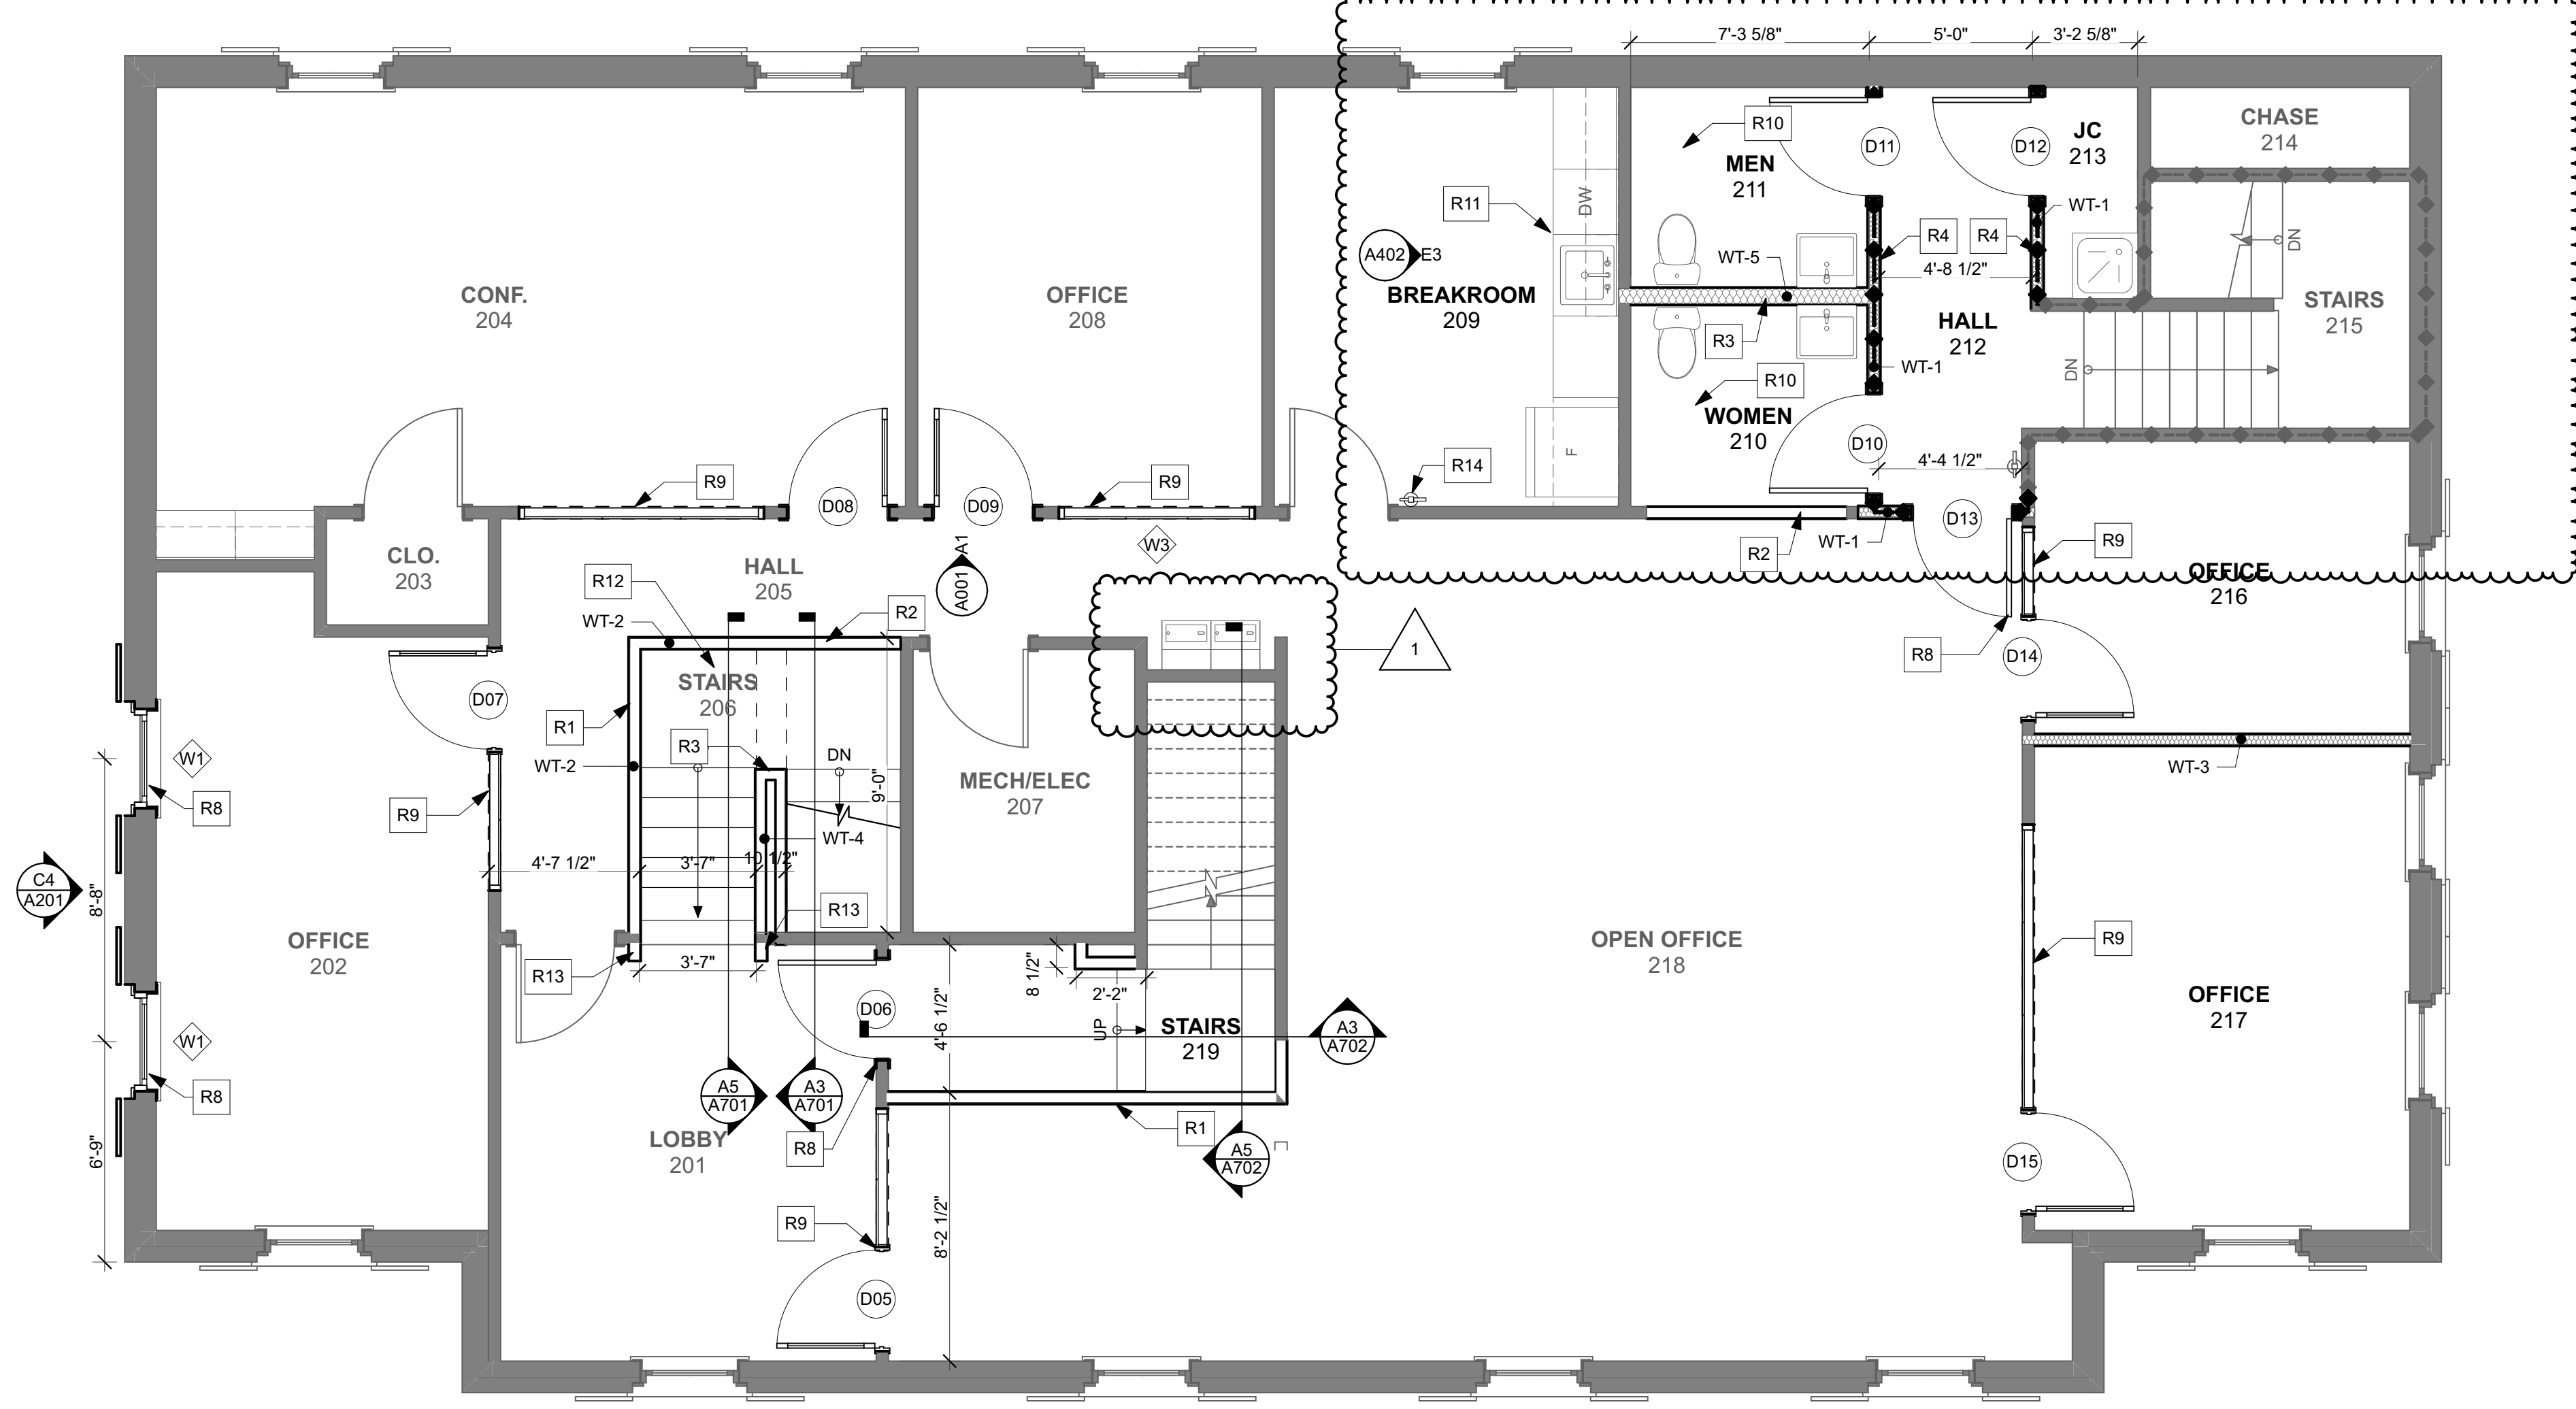 7'-3 5/8"
5'-0"
3'-2 5/8"
R10
D11
D12
JC
213
CHASE
214
MEN
211
R11
DW
WT-1
R4
R4
DN
A402
E3
WT-5
4'-8 1/2"
CONF.
204
OFFICE
208
BREAKROOM
209
HALL
212
STAIRS
215
R3
WT-1
DN
R10
WOMEN
210
D10
F
R14
4'-4 1/2"
R9
R9
D08
D09
D13
W3
A1
A001
R2
WT-1
R9
CLO.
203
HALL
205
R12
WT-2
R2
OFFICE
216
1
R8
D14
STAIRS
206
D07
R1
R3
DN
W1
WT-2
9'-0"
MECH/ELEC
207
WT-3
R8
R9
WT-4
4'-7 1/2"
3'-7"
10 1/2"
C4
A201
8'-8"
R13
OFFICE
202
R13
3'-7"
8 1/2"
2'-2"
OPEN OFFICE
218
R9
OFFICE
217
D06
4'-6 1/2"
UP
STAIRS
219
A3
A702
W1
R8
A5
A701
A3
A701
R1
LOBBY
201
R8
A5
A702
D15
6'-9"
R9
8'-2 1/2"
D05